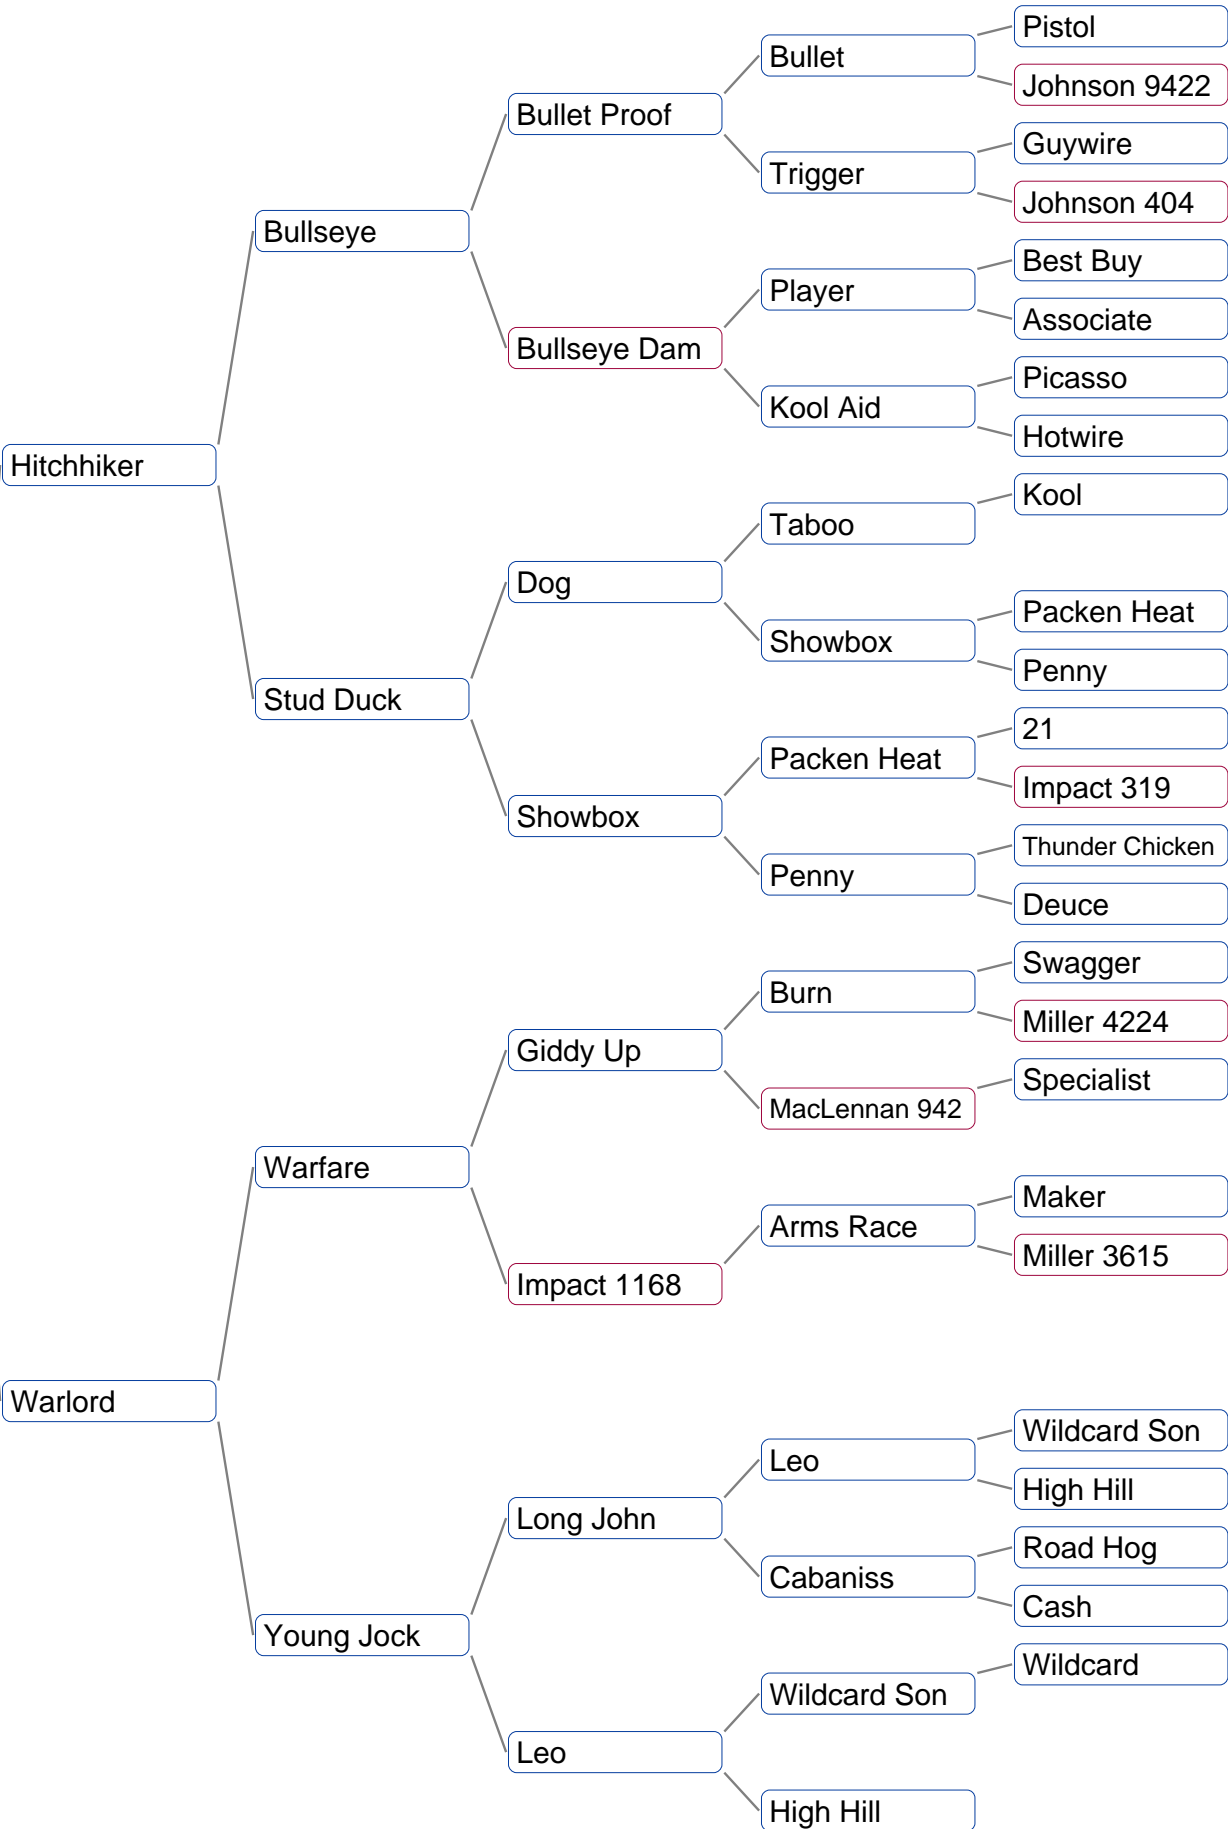 Pistol
Bullet
Johnson 9422
Bullet Proof
Guywire
Trigger
Johnson 404
Bullseye
Best Buy
Player
Associate
Bullseye Dam
Picasso
Kool Aid
Hotwire
Hitchhiker
Kool
Taboo
Dog
Packen Heat
Showbox
Penny
Stud Duck
21
Packen Heat
Impact 319
Showbox
Thunder Chicken
Penny
Deuce
Swagger
Burn
Miller 4224
Giddy Up
Specialist
MacLennan 942
Warfare
Maker
Arms Race
Miller 3615
Impact 1168
Warlord
Wildcard Son
Leo
High Hill
Long John
Road Hog
Cabaniss
Cash
Young Jock
Wildcard
Wildcard Son
Leo
High Hill